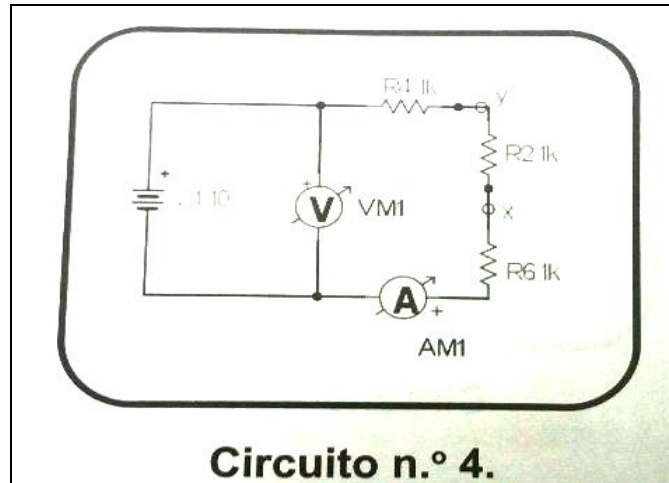 R4 1k
y
R2 1k
+
+
V
VM1
x
R6 1k
A
+
AM1
Circuito n.º 4.